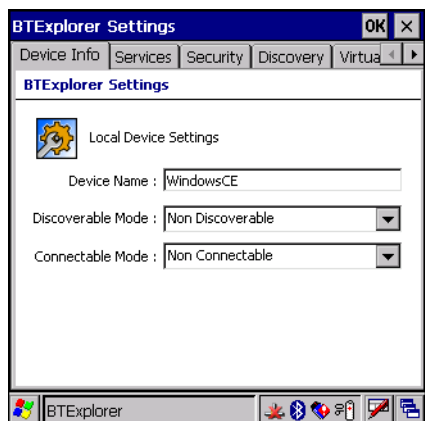 BTExplorer Settings OK
Device Info Services Security Discovery Virtua
BTExplorer Settings
Local Device Settings
Device Name : WindowsCE
Discoverable Mode : Non Discoverable
Connectable Mode : Non Connectable
BTExplorer